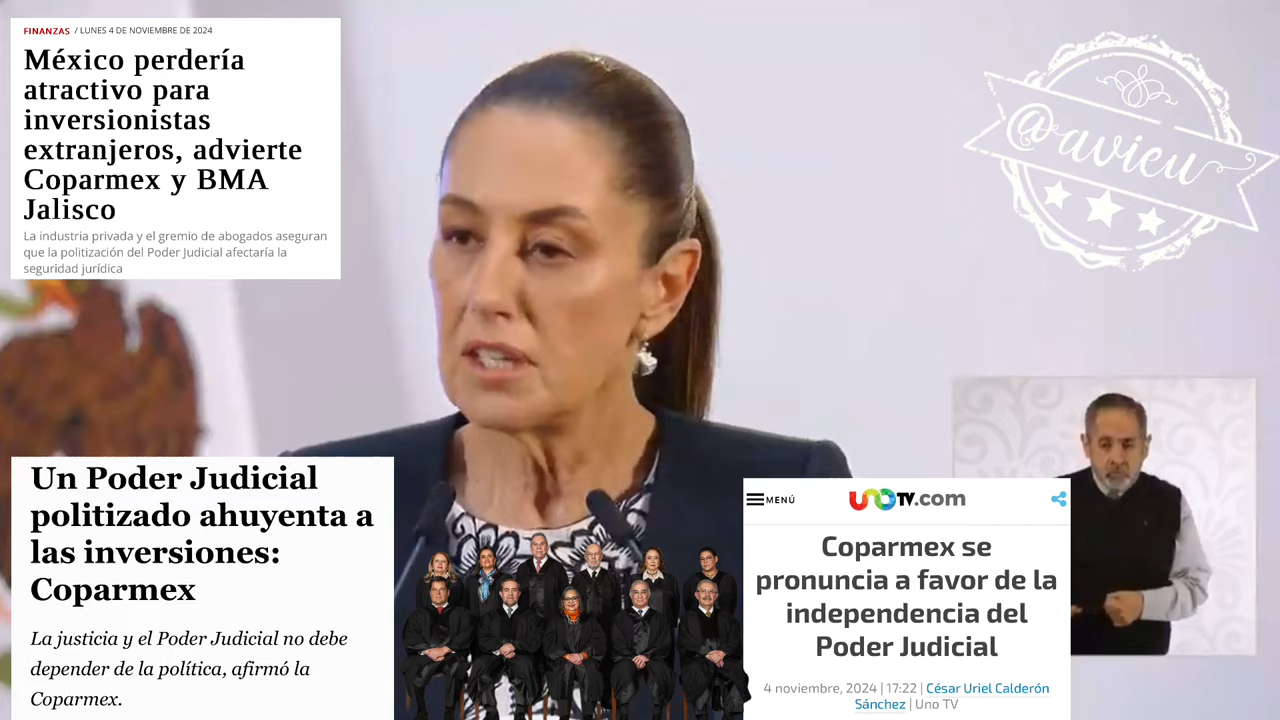 FINANZAS / LUNES 4 DE NOVIEMBRE DE 2024
México perdería
atractivo para
inversionistas
extranjeros, advierte
Coparmex y BMA
Jalisco
La industria privada y el gremio de abogados aseguran
que la politización del Poder Judicial afectaría la
seguridad jurídica
@avieu
Un Poder Judicial
politizado ahuyenta a
las inversiones:
Coparmex
La justicia y el Poder Judicial no debe
depender de la política, afirmó la
Coparmex.
MENÚ
UNOTV.com
Coparmex se
pronuncia a favor de la
independencia del
Poder Judicial
4 noviembre, 2024 | 17:22 | César Uriel Calderón
Sánchez | Uno TV